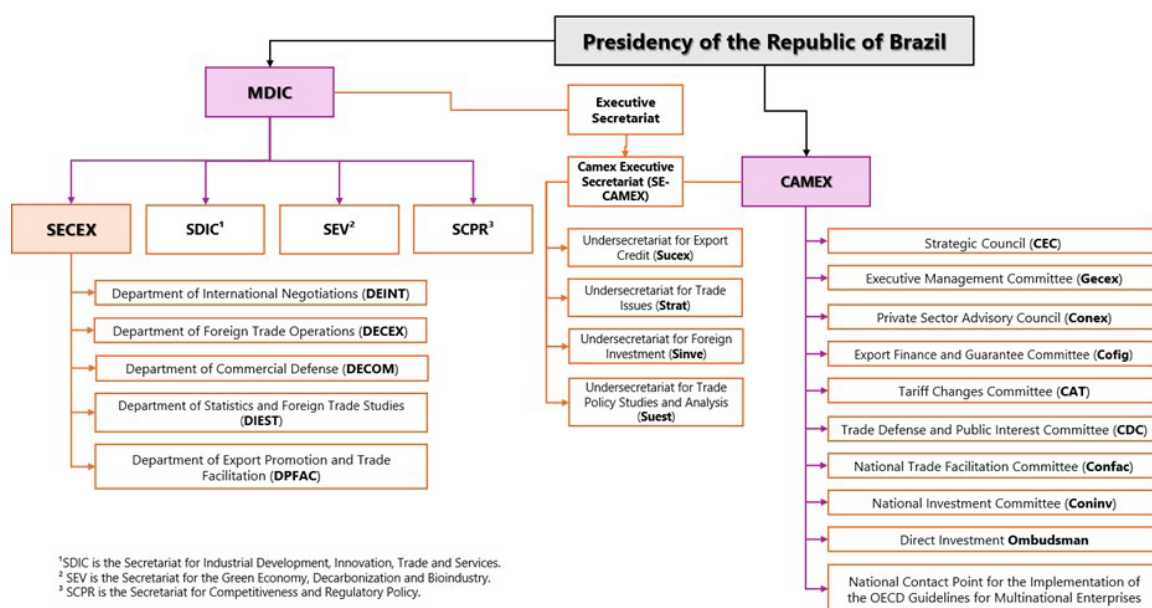 Presidency of the Republic of Brazil
MDIC
Executive
Secretariat
Camex Executive
Secretariat (SE-
CAMEX)
CAMEX
SECEX
SDIC¹
SEV²
SCPR³
Department of International Negotiations (DEINT)
Department of Foreign Trade Operations (DECEX)
Department of Commercial Defense (DECOM)
Department of Statistics and Foreign Trade Studies
(DIEST)
Department of Export Promotion and Trade
Facilitation (DPFAC)
Undersecretariat for Export
Credit (Sucex)
Undersecretariat for Trade
Issues (Strat)
Undersecretariat for Foreign
Investment (Sinve)
Undersecretariat for Trade
Policy Studies and Analysis
(Suest)
Strategic Council (CEC)
Executive Management Committee (Gecex)
Private Sector Advisory Council (Conex)
Export Finance and Guarantee Committee (Cofig)
Tariff Changes Committee (CAT)
Trade Defense and Public Interest Committee (CDC)
National Trade Facilitation Committee (Confac)
National Investment Committee (Coninv)
Direct Investment Ombudsman
National Contact Point for the Implementation of
the OECD Guidelines for Multinational Enterprises
¹SDIC is the Secretariat for Industrial Development, Innovation, Trade and Services.
² SEV is the Secretariat for the Green Economy, Decarbonization and Bioindustry.
³ SCPR is the Secretariat for Competitiveness and Regulatory Policy.